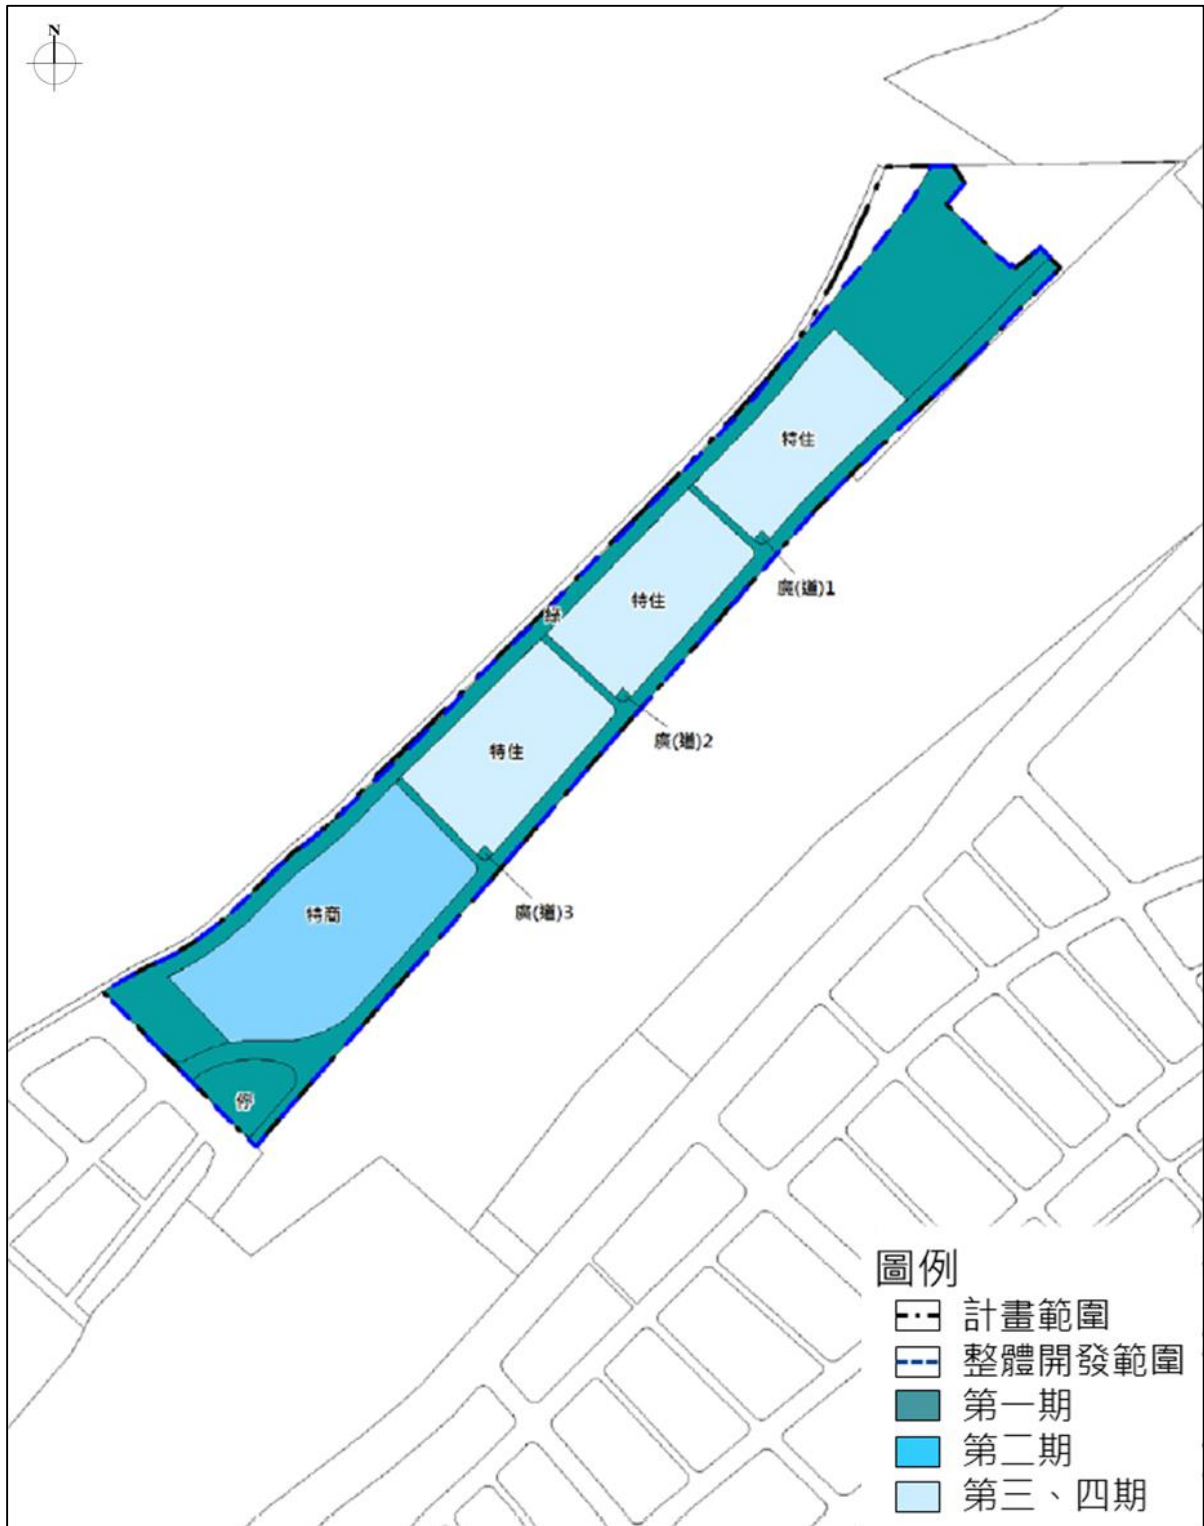 N
特住
廣(道)1
特住
綠
廣(道)2
特住
廣(道)3
特商
停
圖例
計畫範圍
整體開發範圍
第一期
第二期
第三、四期